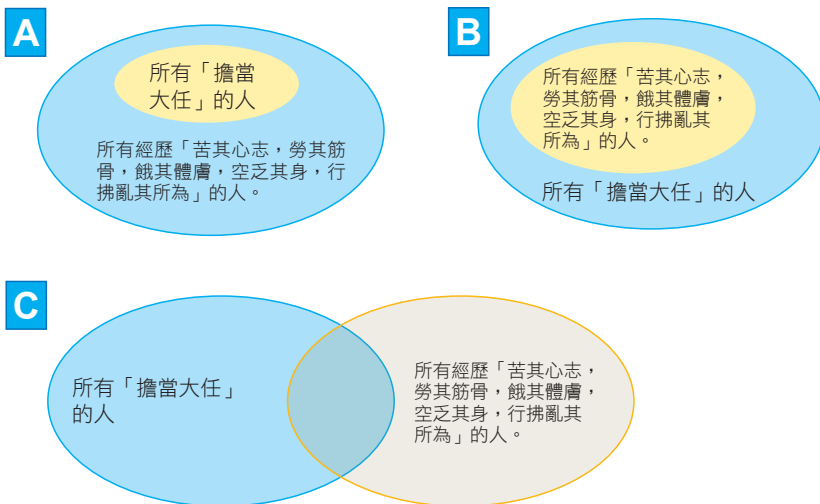 A
所有「擔當
大任」的人
所有經歷「苦其心志，勞其筋
骨，餓其體膚，空乏其身，行
拂亂其所為」的人。
B
所有經歷「苦其心志，
勞其筋骨，餓其體膚，
空乏其身，行拂亂其
所為」的人。
所有「擔當大任」的人
C
所有「擔當大任」
的人
所有經歷「苦其心志，
勞其筋骨，餓其體膚，
空乏其身，行拂亂其
所為」的人。